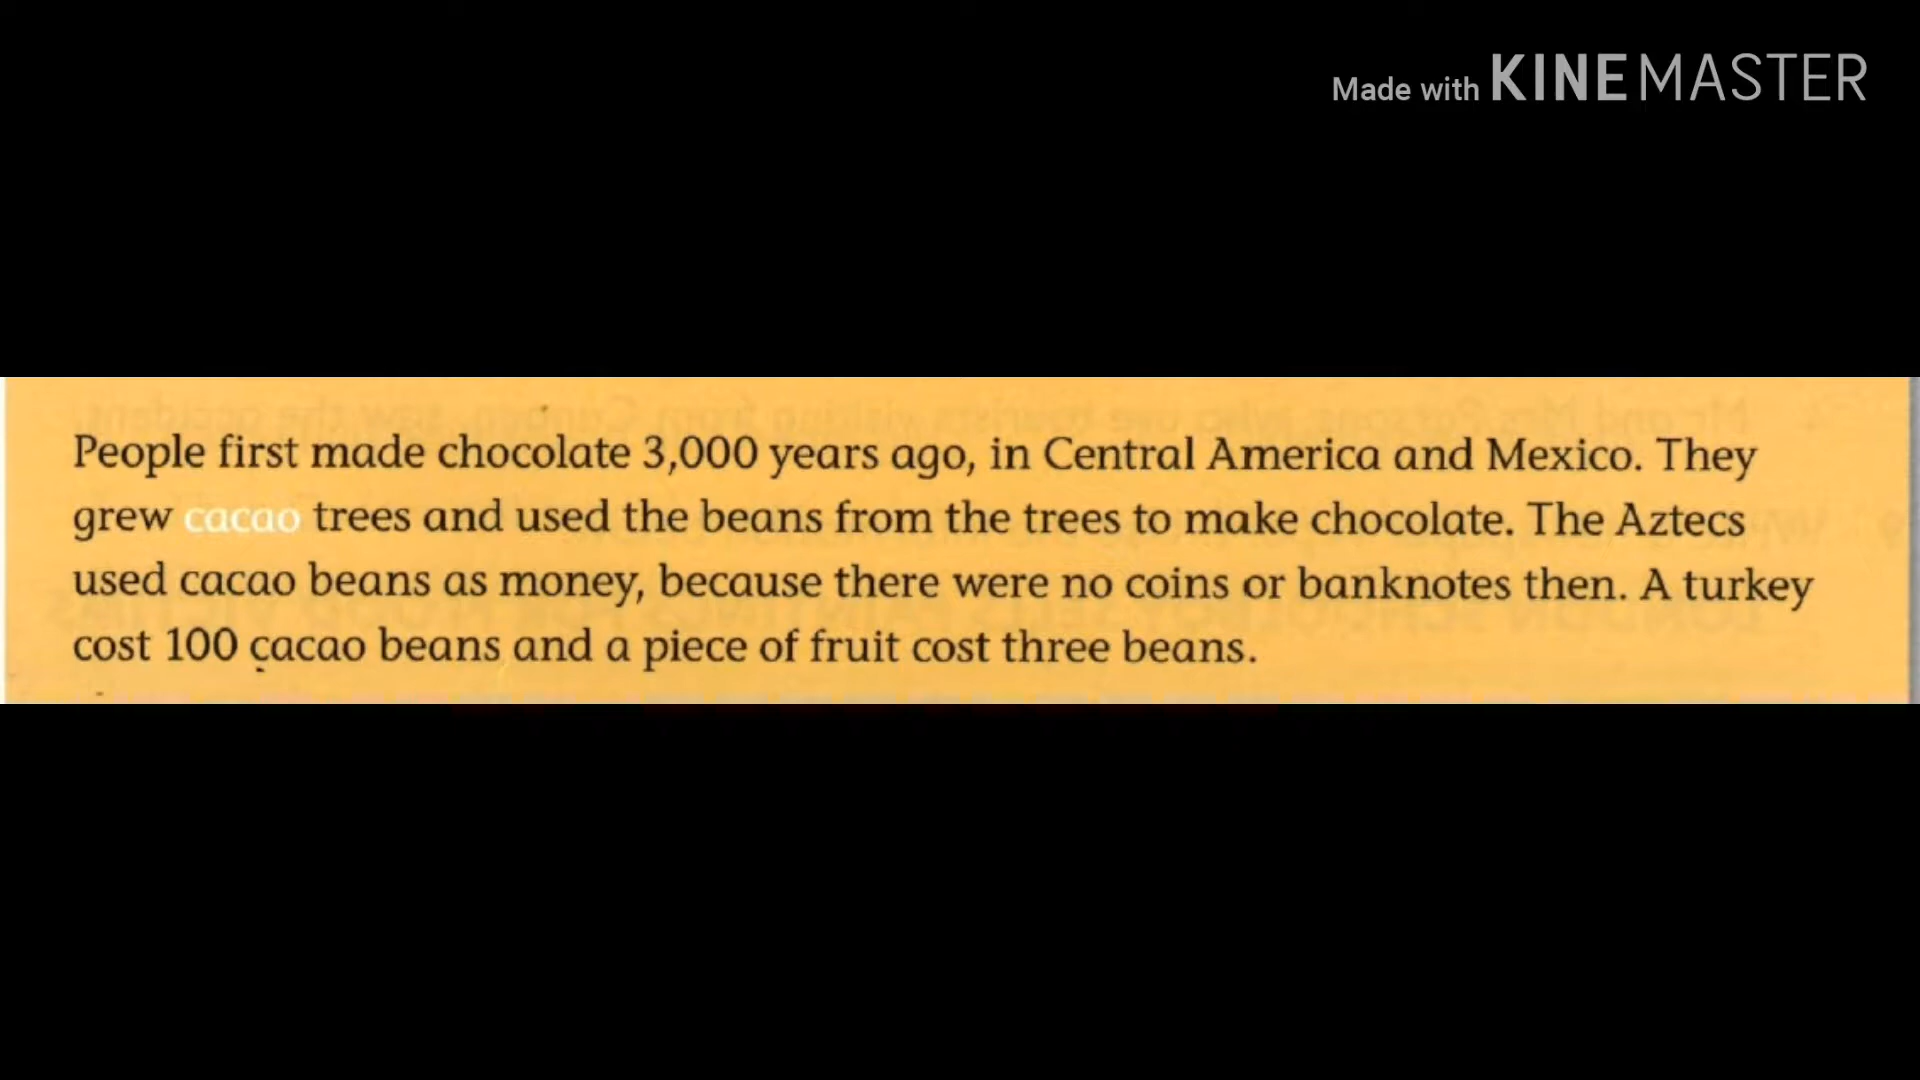 Made with KINEMASTER
People first made chocolate 3,000 years ago, in Central America and Mexico. They
grew cacao trees and used the beans from the trees to make chocolate. The Aztecs
used cacao beans as money, because there were no coins or banknotes then. A turkey
cost 100 cacao beans and a piece of fruit cost three beans.